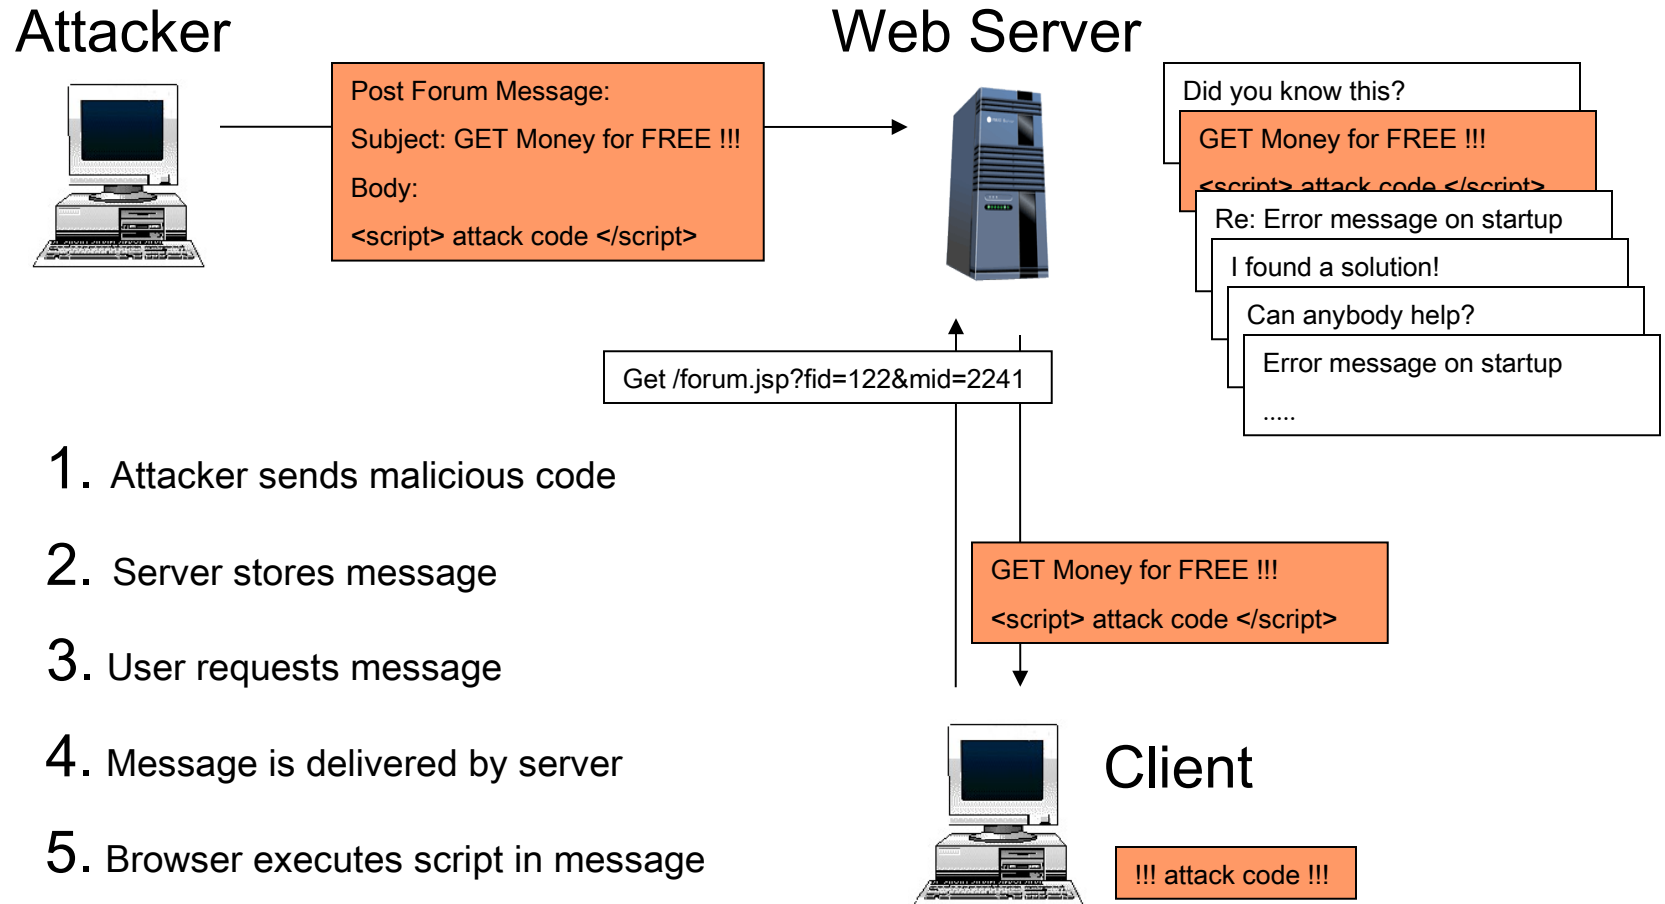 Attacker
Web Server
Post Forum Message:
Subject: GET Money for FREE !!!
Body:
<script> attack code </script>
Did you know this?
GET Money for FREE !!!
<script> attack code </script>
Re: Error message on startup
I found a solution!
Can anybody help?
Error message on startup
.....
Get /forum.jsp?fid=122&mid=2241
1. Attacker sends malicious code
2. Server stores message
3. User requests message
4. Message is delivered by server
5. Browser executes script in message
GET Money for FREE !!!
<script> attack code </script>
Client
!!! attack code !!!